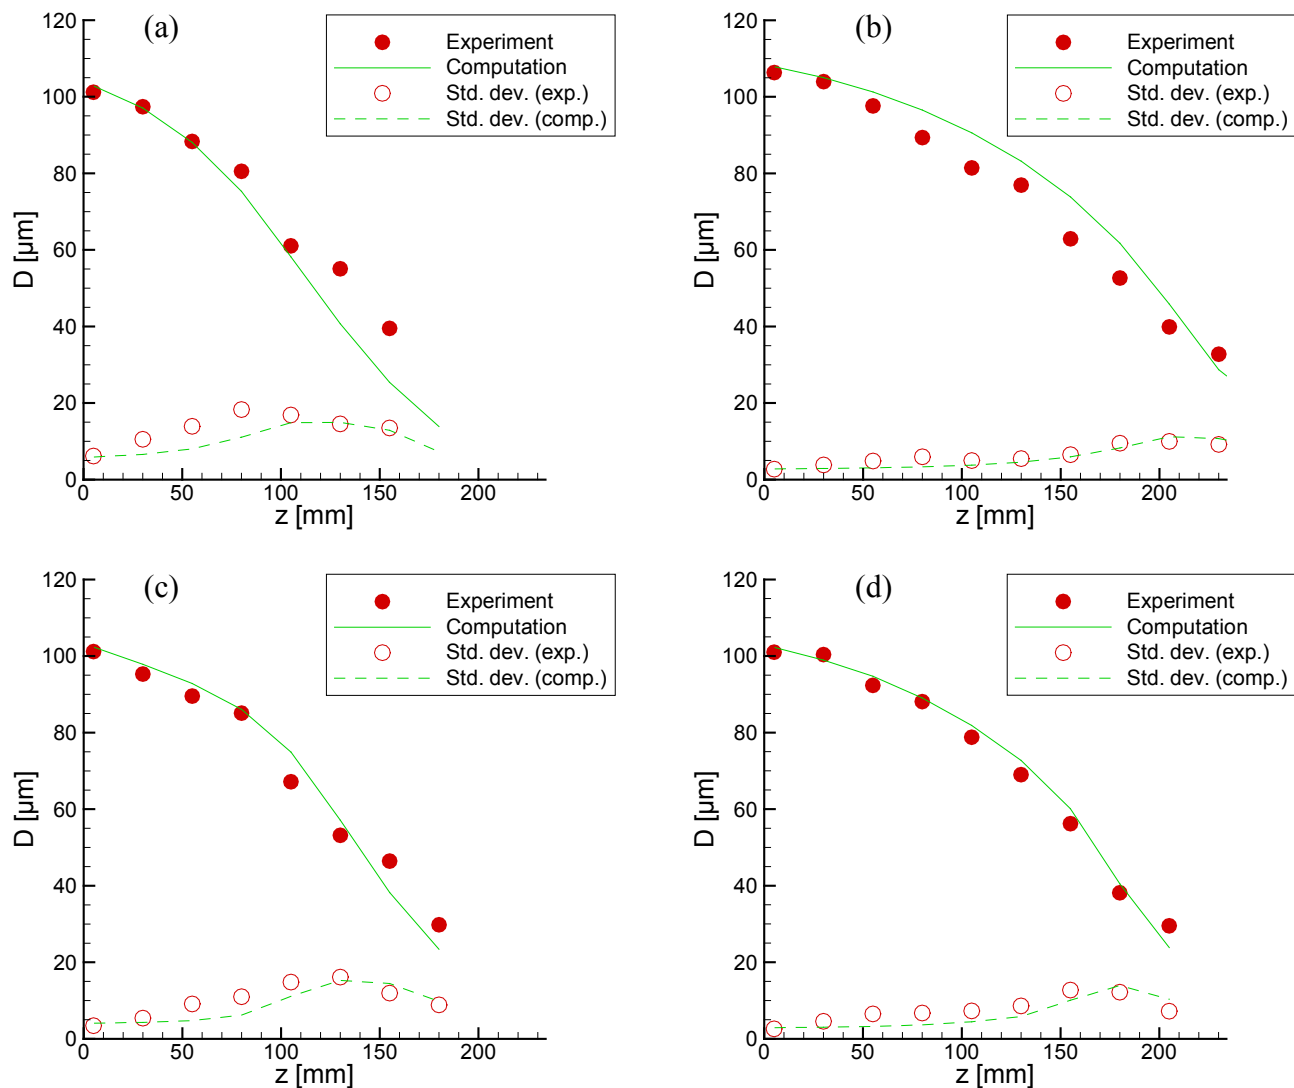 (a)
Experiment
Computation
Std. dev. (exp.)
Std. dev. (comp.)
120
100
80
60
40
20
0
D [µm]
0 50 100 150 200
z [mm]
(b)
Experiment
Computation
Std. dev. (exp.)
Std. dev. (comp.)
120
100
80
60
40
20
0
D [µm]
0 50 100 150 200
z [mm]
(c)
Experiment
Computation
Std. dev. (exp.)
Std. dev. (comp.)
120
100
80
60
40
20
0
D [µm]
0 50 100 150 200
z [mm]
(d)
Experiment
Computation
Std. dev. (exp.)
Std. dev. (comp.)
120
100
80
60
40
20
0
D [µm]
0 50 100 150 200
z [mm]